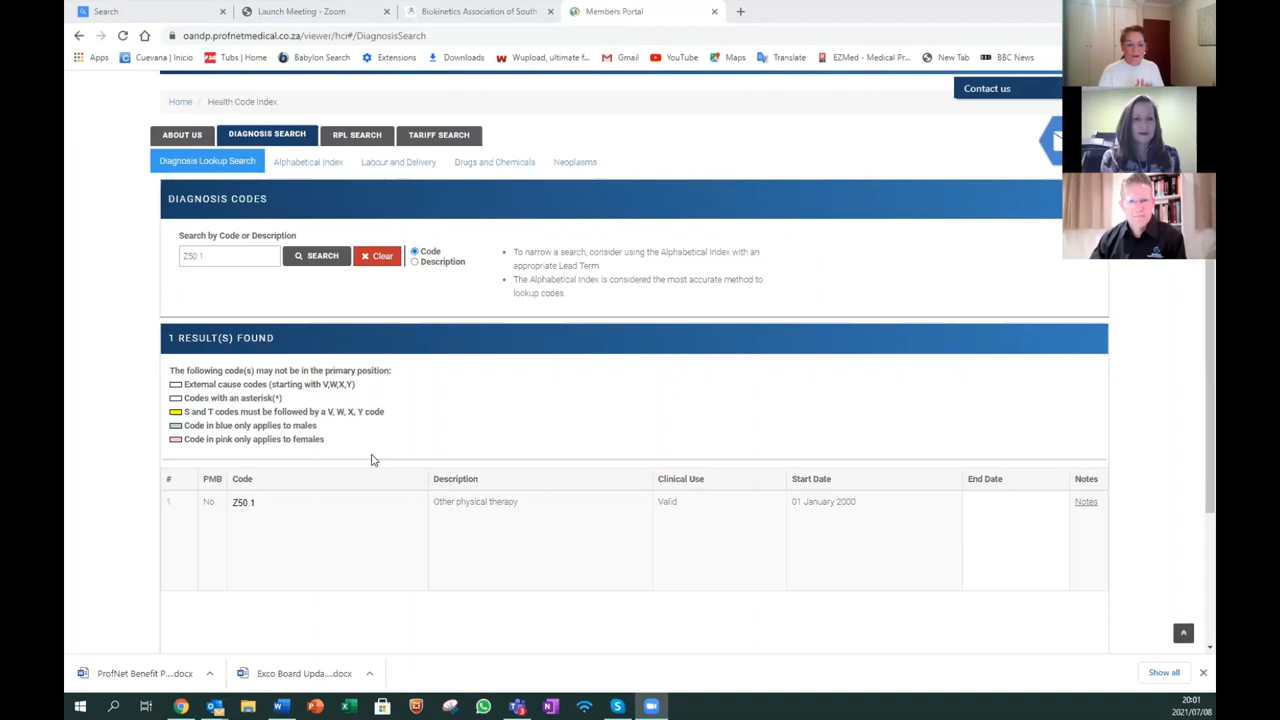 Search
Launch Meeting - Zoom
Biokinetics Association of South
Members Portal
oandp.profnetmedical.co.za/viewer/hci#/DiagnosisSearch
Apps
Cuevana | Inicio
Tubs | Home
Babylon Search
Extensions
Downloads
Wupload, ultimate f...
Gmail
YouTube
Maps
Translate
EZMed - Medical Pr...
New Tab
BBC News
Contact us
Home / Health Code Index
ABOUT US
DIAGNOSIS SEARCH
RPL SEARCH
TARIFF SEARCH
Diagnosis Lookup Search
Alphabetical Index
Labour and Delivery
Drugs and Chemicals
Neoplasms
DIAGNOSIS CODES
Search by Code or Description
Z50.1
SEARCH
Clear
Code
Description
To narrow a search, consider using the Alphabetical Index with an
appropriate Lead Term.
The Alphabetical Index is considered the most accurate method to
lookup codes.
1 RESULT(S) FOUND
The following code(s) may not be in the primary position:
External cause codes (starting with V,W,X,Y)
Codes with an asterisk(*)
S and T codes must be followed by a V, W, X, Y code
Code in blue only applies to males
Code in pink only applies to females
# PMB Code Description Clinical Use Start Date End Date Notes
1 No Z50.1 Other physical therapy Valid 01 January 2000 Notes
ProfNet Benefit P....docx
Exco Board Upda....docx
Show all
20:01
2021/07/08